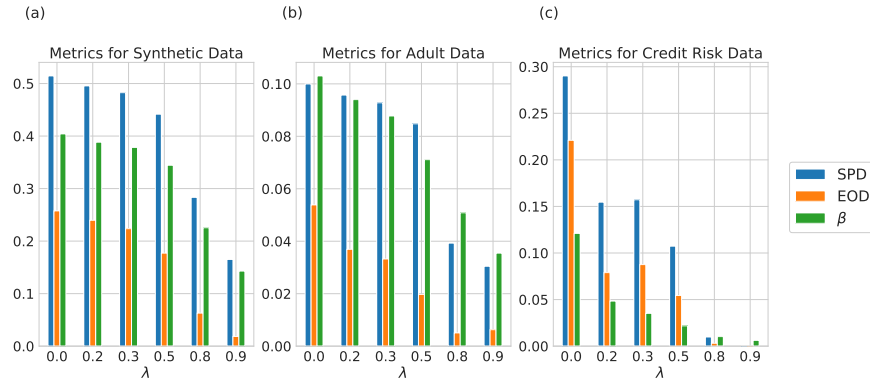 (a)
Metrics for Synthetic Data
0.5
0.4
0.3
0.2
0.1
0.0
0.0 0.2 0.3 0.5 0.8 0.9
λ
(b)
Metrics for Adult Data
0.10
0.08
0.06
0.04
0.02
0.00
0.0 0.2 0.3 0.5 0.8 0.9
λ
(c)
Metrics for Credit Risk Data
0.30
0.25
0.20
0.15
0.10
0.05
0.00
0.0 0.2 0.3 0.5 0.8 0.9
λ
SPD
EOD
β